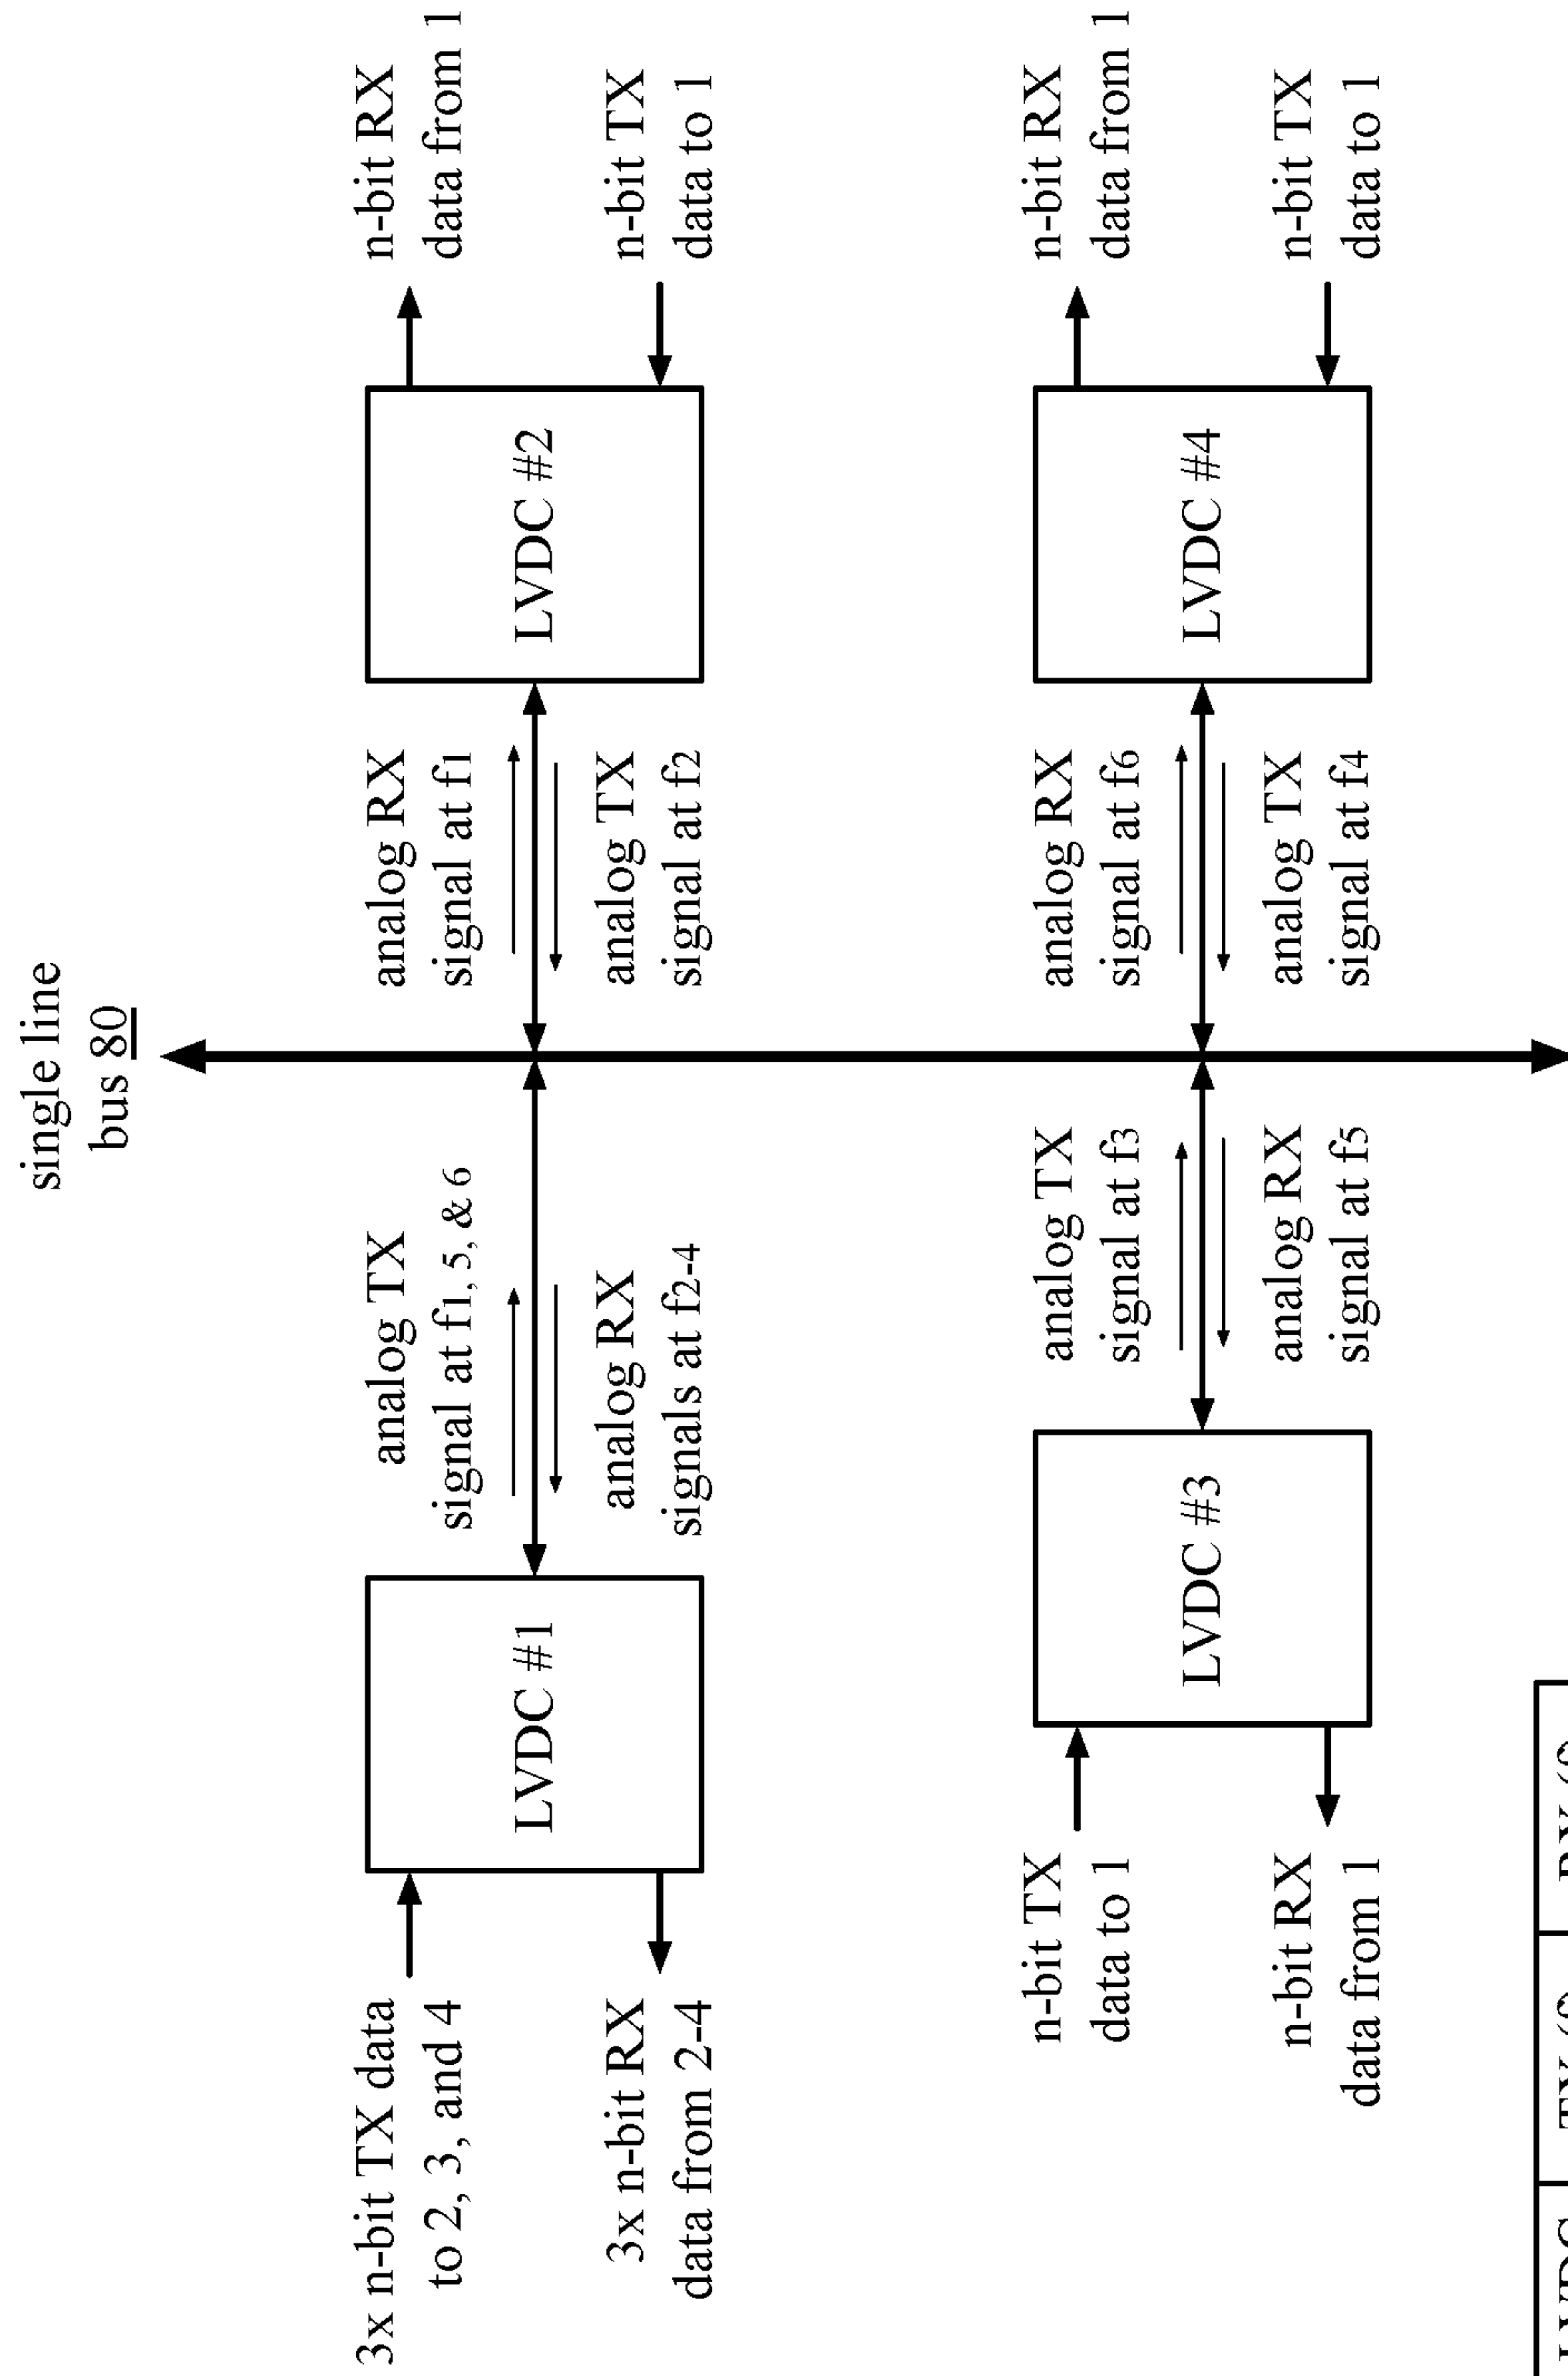 single line
bus 80
3x n-bit TX data
to 2, 3, and 4
3x n-bit RX
data from 2-4
LVDC #1
analog TX
signal at f1, 5, & 6
analog RX
signals at f2-4
analog RX
signal at f1
analog TX
signal at f2
LVDC #2
n-bit RX
data from 1
n-bit TX
data to 1
n-bit TX
data to 1
n-bit RX
data from 1
LVDC #3
analog TX
signal at f3
analog RX
signal at f5
analog RX
signal at f6
analog TX
signal at f4
LVDC #4
n-bit RX
data from 1
n-bit TX
data to 1
LVDC